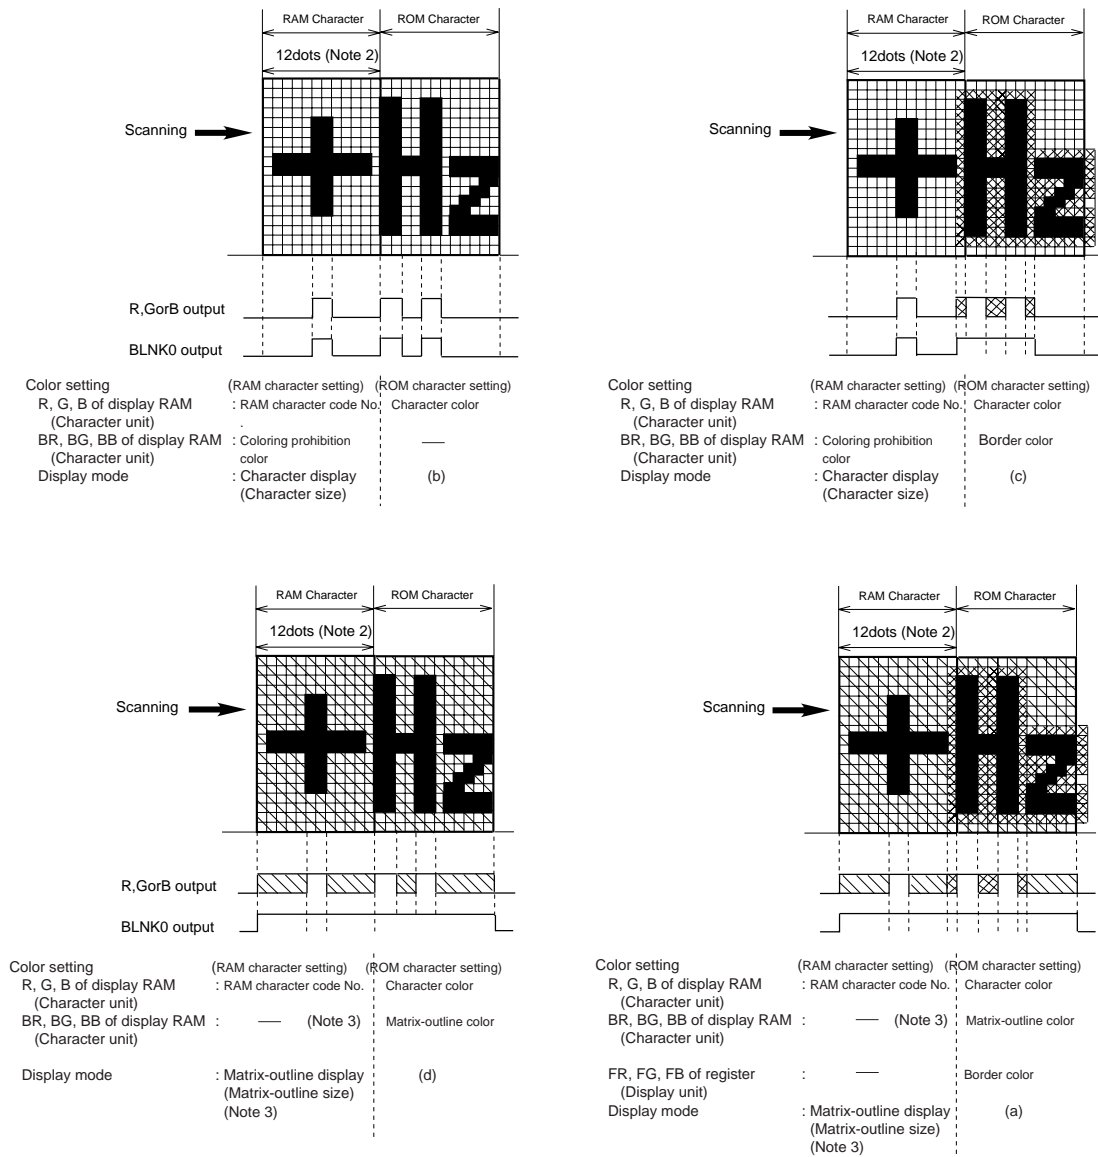 RAM Character ROM Character
12dots (Note 2)
Scanning
R,GorB output
BLNK0 output
Color setting (RAM character setting) (ROM character setting)
R, G, B of display RAM : RAM character code No. Character color
(Character unit) .
BR, BG, BB of display RAM : Coloring prohibition —
(Character unit) color
Display mode : Character display (b)
(Character size)
RAM Character ROM Character
12dots (Note 2)
Scanning
Color setting (RAM character setting) (ROM character setting)
R, G, B of display RAM : RAM character code No. Character color
(Character unit)
BR, BG, BB of display RAM : Coloring prohibition Border color
(Character unit) color
Display mode : Character display (c)
(Character size)
RAM Character ROM Character
12dots (Note 2)
Scanning
R,GorB output
BLNK0 output
Color setting (RAM character setting) (ROM character setting)
R, G, B of display RAM : RAM character code No. Character color
(Character unit)
BR, BG, BB of display RAM : — (Note 3) Matrix-outline color
(Character unit)
Display mode : Matrix-outline display (d)
(Matrix-outline size)
(Note 3)
RAM Character ROM Character
12dots (Note 2)
Scanning
Color setting (RAM character setting) (ROM character setting)
R, G, B of display RAM : RAM character code No. Character color
(Character unit)
BR, BG, BB of display RAM : — (Note 3) Matrix-outline color
(Character unit)
FR, FG, FB of register : — Border color
(Display unit)
Display mode : Matrix-outline display (a)
(Matrix-outline size)
(Note 3)